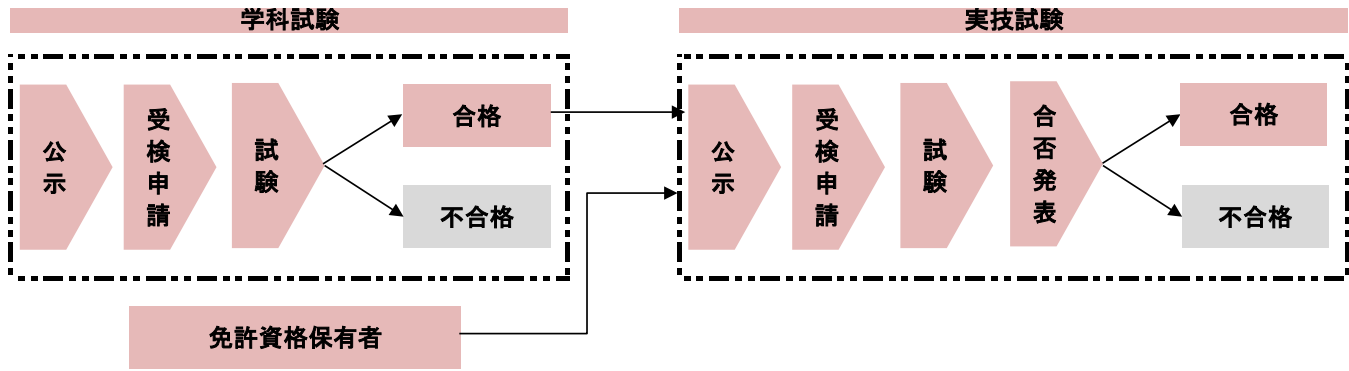 学科試験
公示
受検申請
試験
合格
不合格
免許資格保有者
実技試験
公示
受検申請
試験
合否発表
合格
不合格